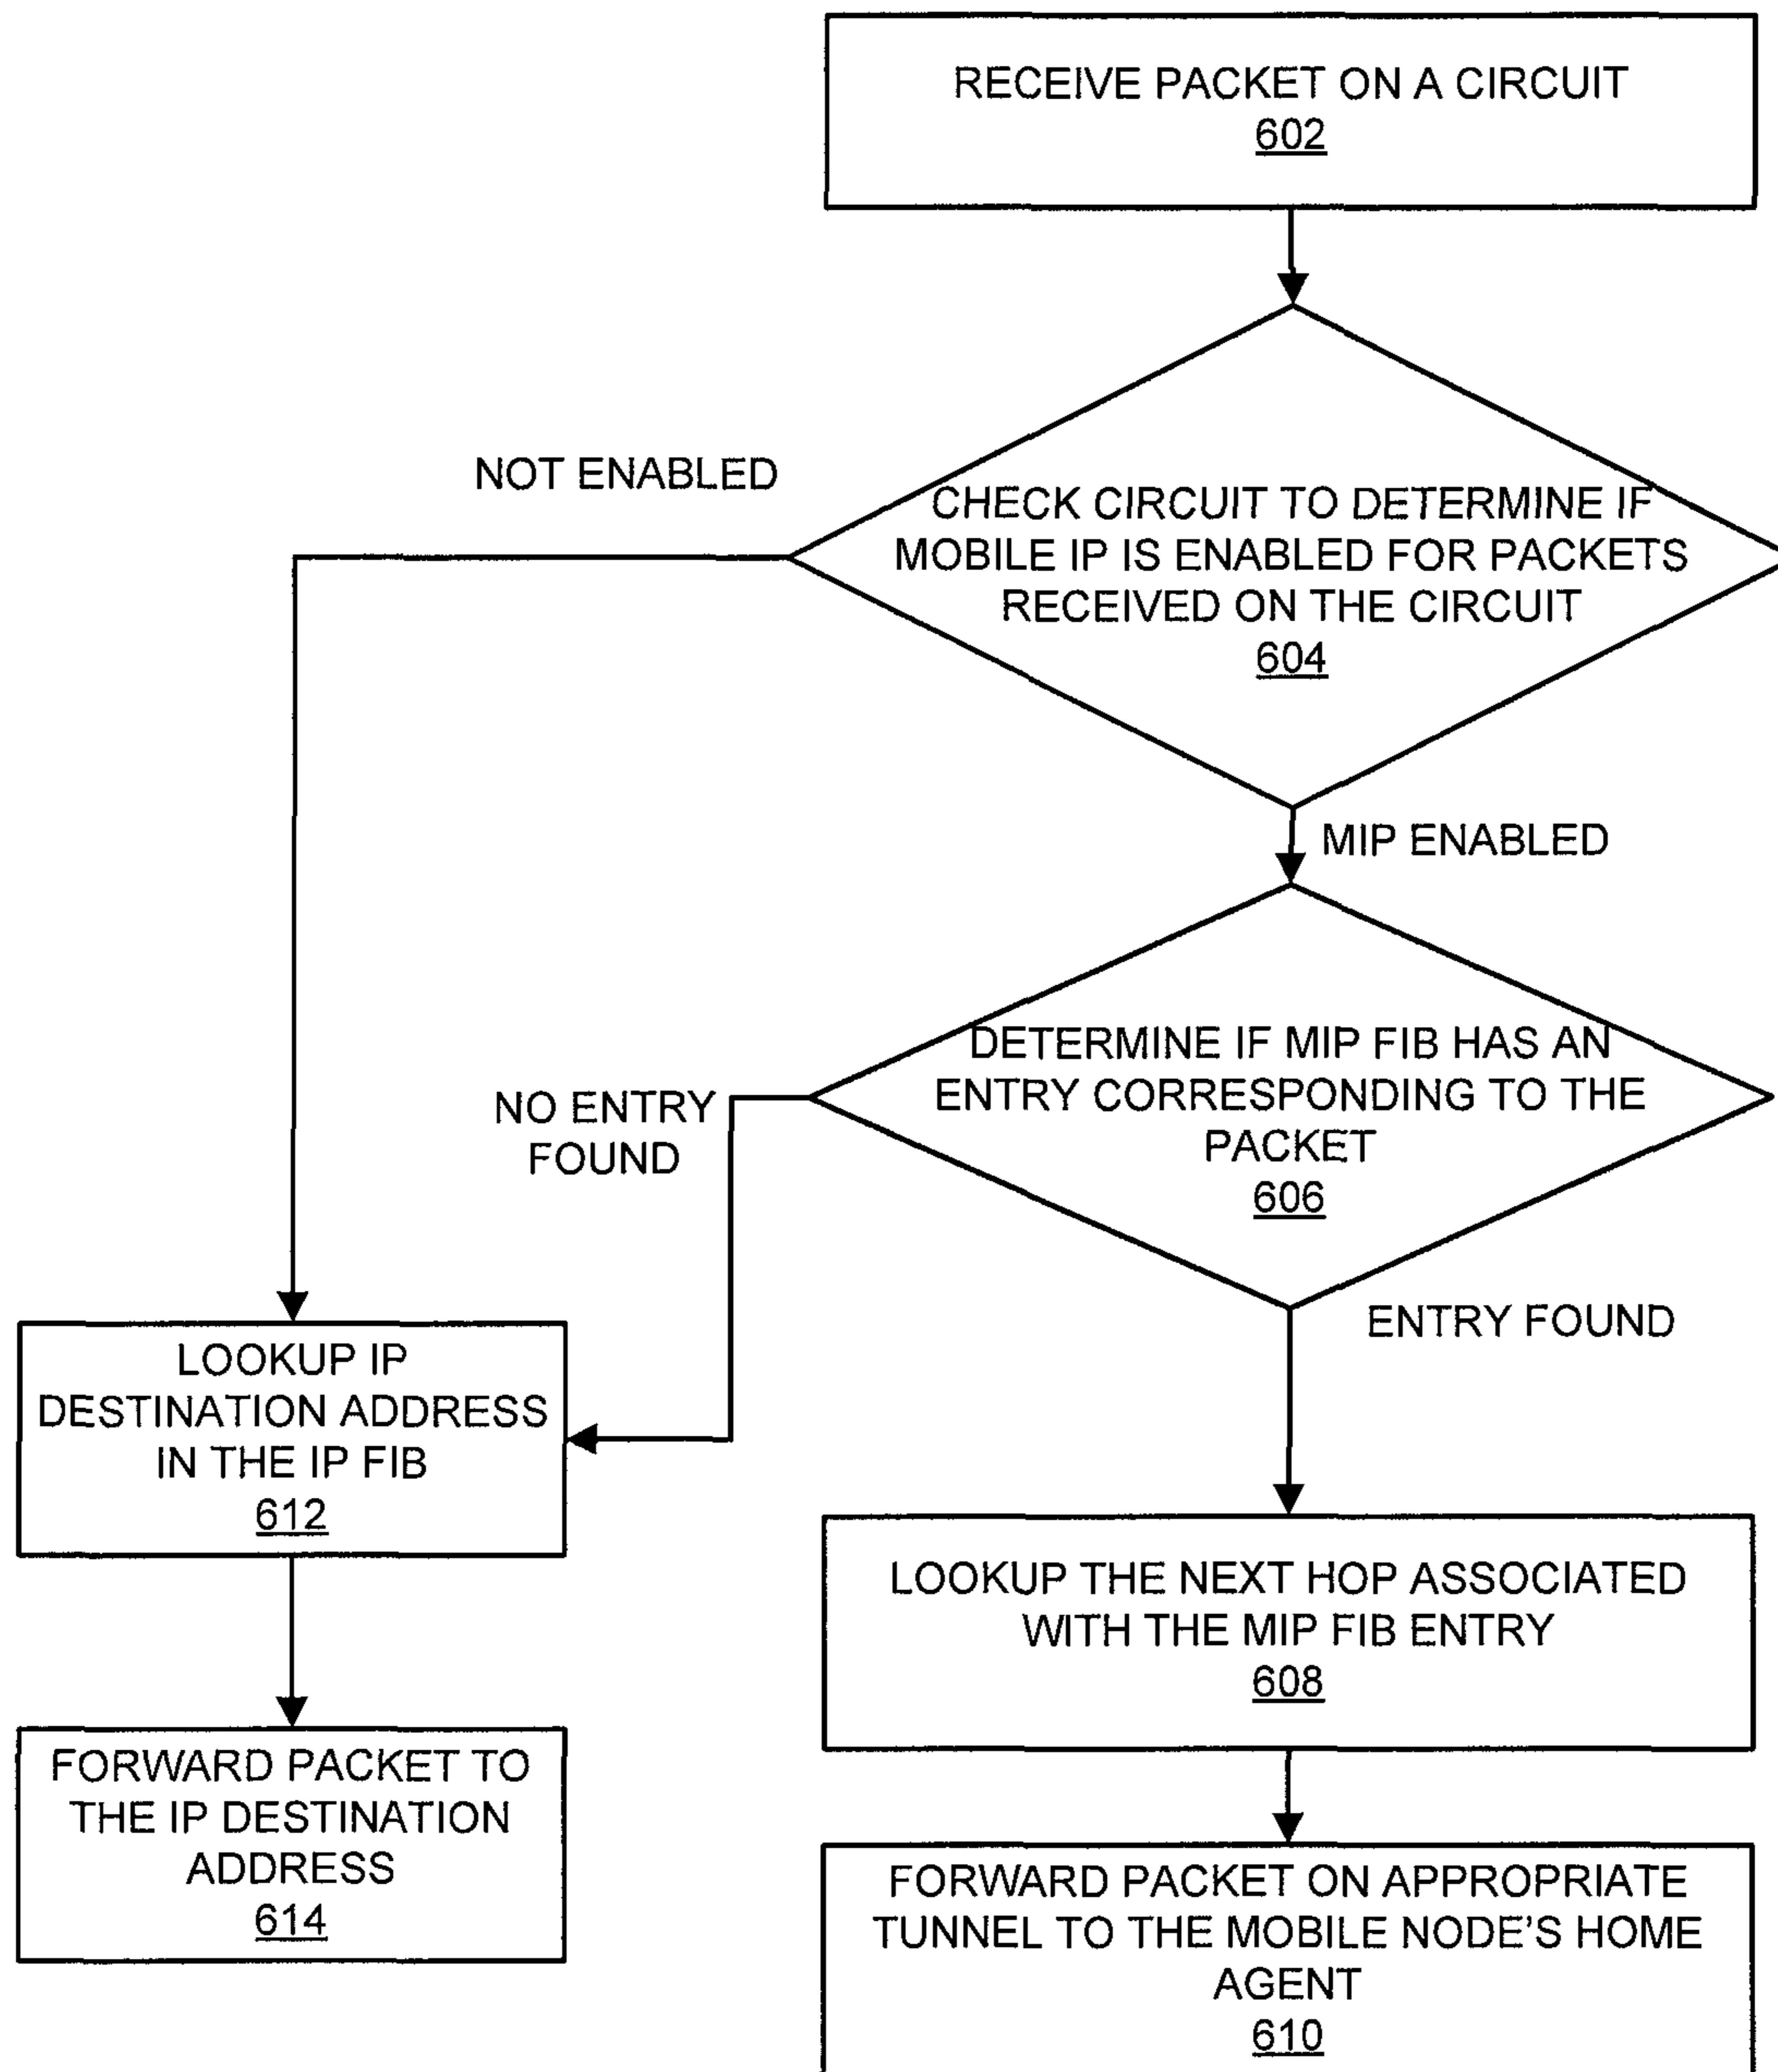 RECEIVE PACKET ON A CIRCUIT
602
NOT ENABLED
CHECK CIRCUIT TO DETERMINE IF
MOBILE IP IS ENABLED FOR PACKETS
RECEIVED ON THE CIRCUIT
604
MIP ENABLED
DETERMINE IF MIP FIB HAS AN
ENTRY CORRESPONDING TO THE
PACKET
606
NO ENTRY
FOUND
ENTRY FOUND
LOOKUP IP
DESTINATION ADDRESS
IN THE IP FIB
612
LOOKUP THE NEXT HOP ASSOCIATED
WITH THE MIP FIB ENTRY
608
FORWARD PACKET TO
THE IP DESTINATION
ADDRESS
614
FORWARD PACKET ON APPROPRIATE
TUNNEL TO THE MOBILE NODE'S HOME
AGENT
610